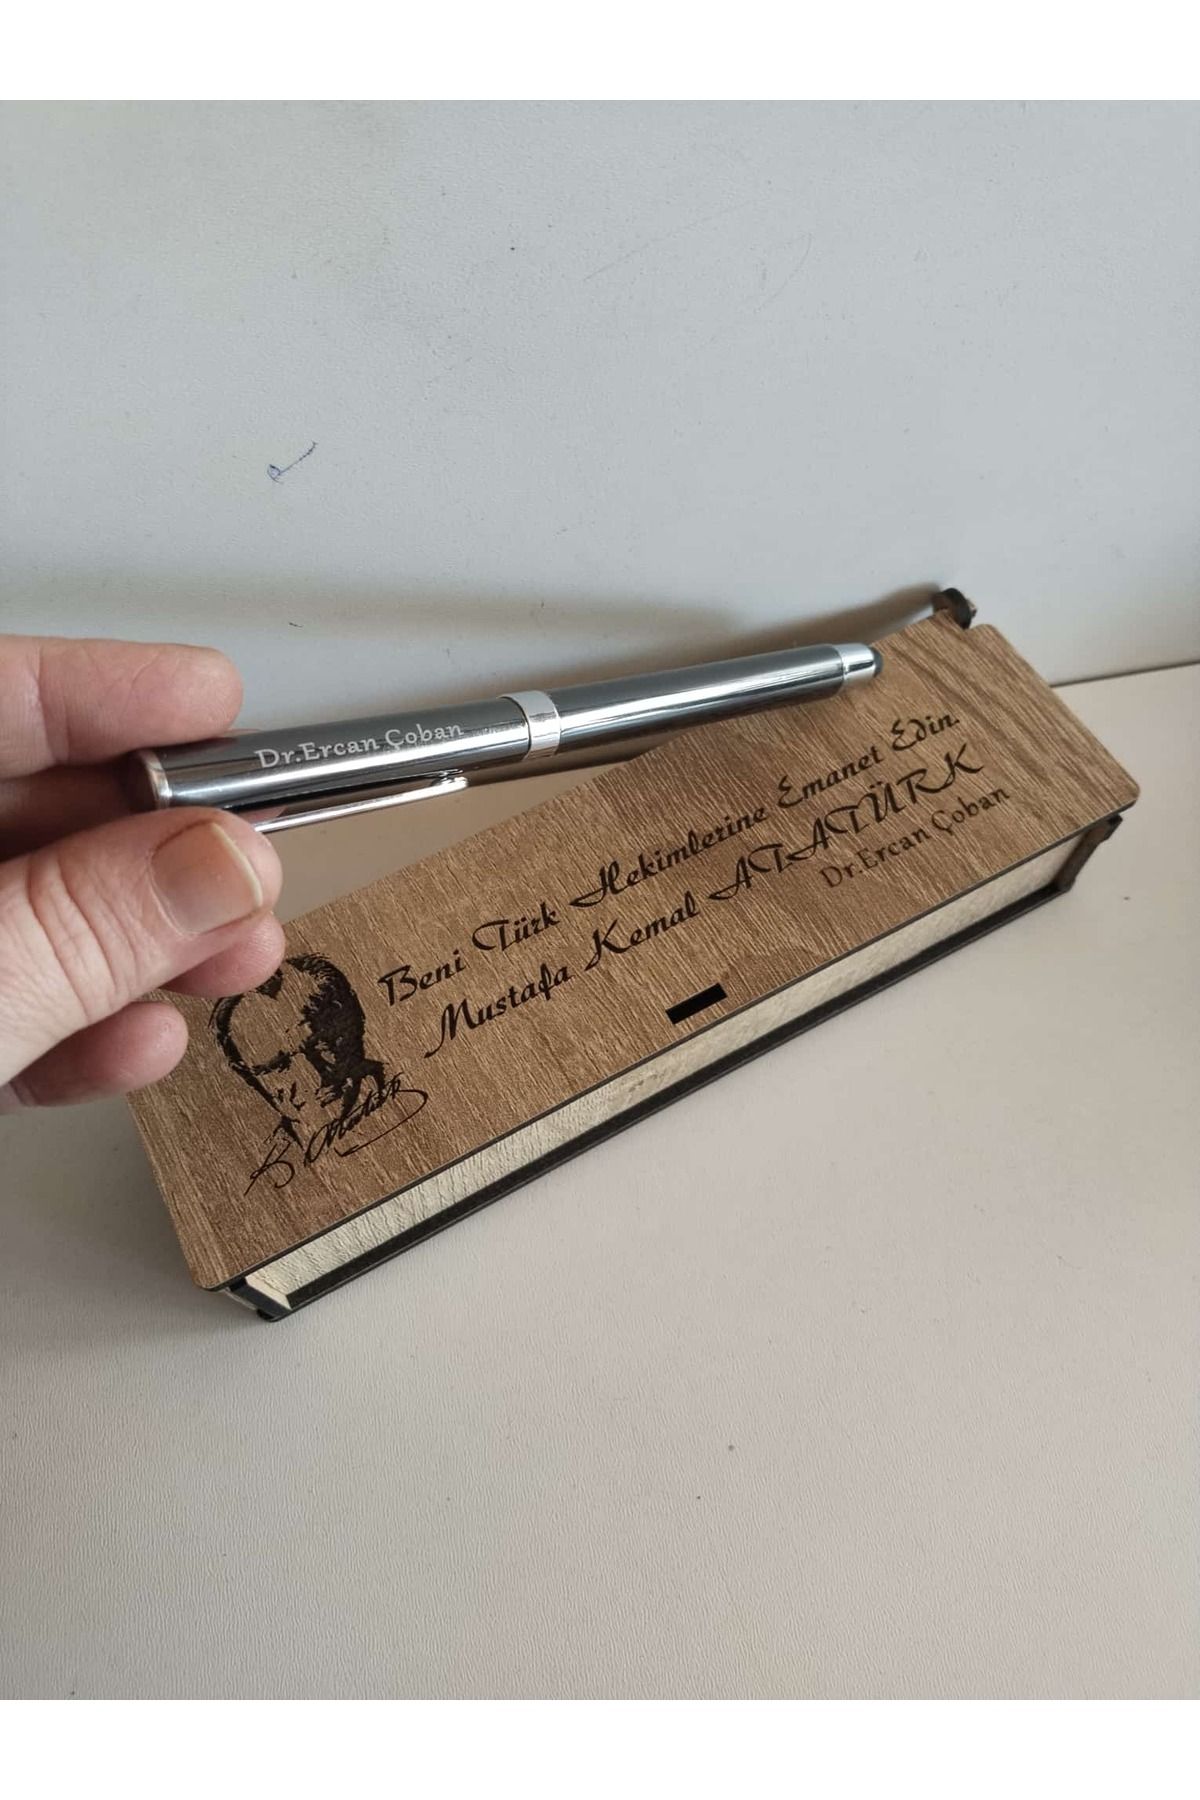 Dr.Ercan Çoban
Beni Türk Hekimlerine Emanet Edin.
Mustafa Kemal ATATÜRK
Dr.Ercan Çoban